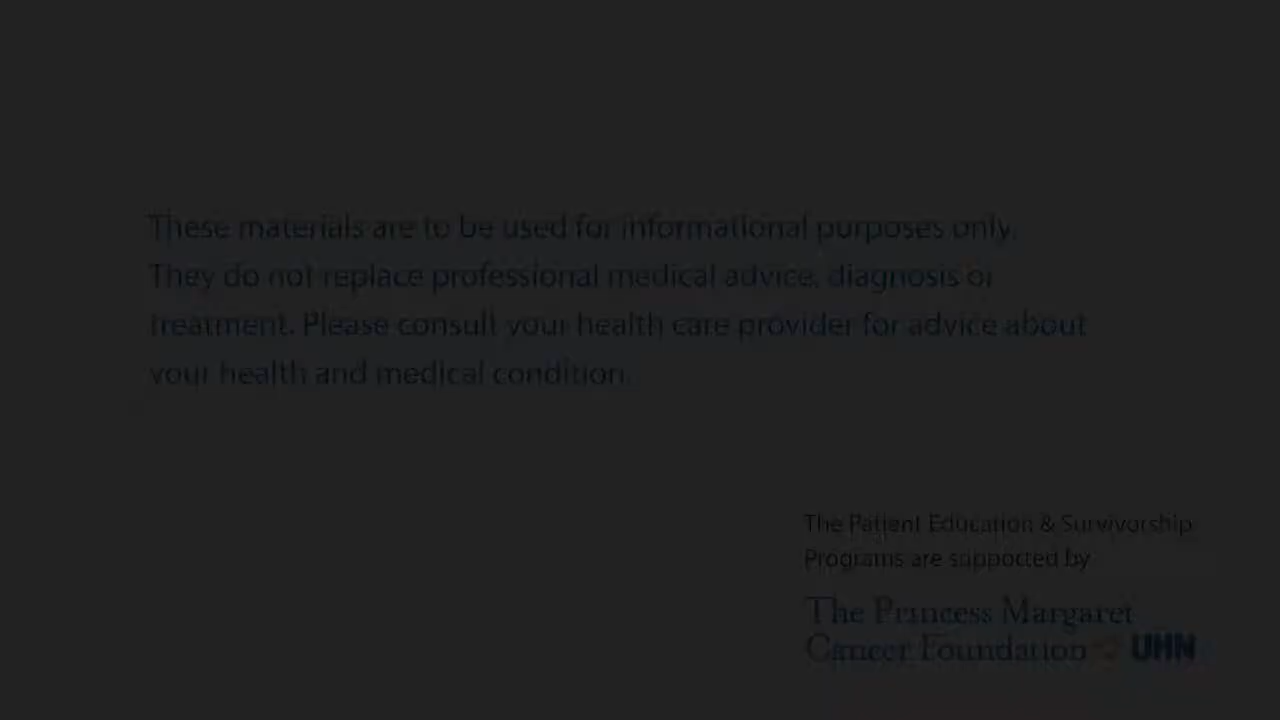 These materials are to be used for informational purposes only.
They do not replace professional medical advice, diagnosis or
treatment. Please consult your health care provider for advice about
your health and medical condition.
The Patient Education & Survivorship
Programs are supported by
The Princess Margaret
Cancer Foundation UHN